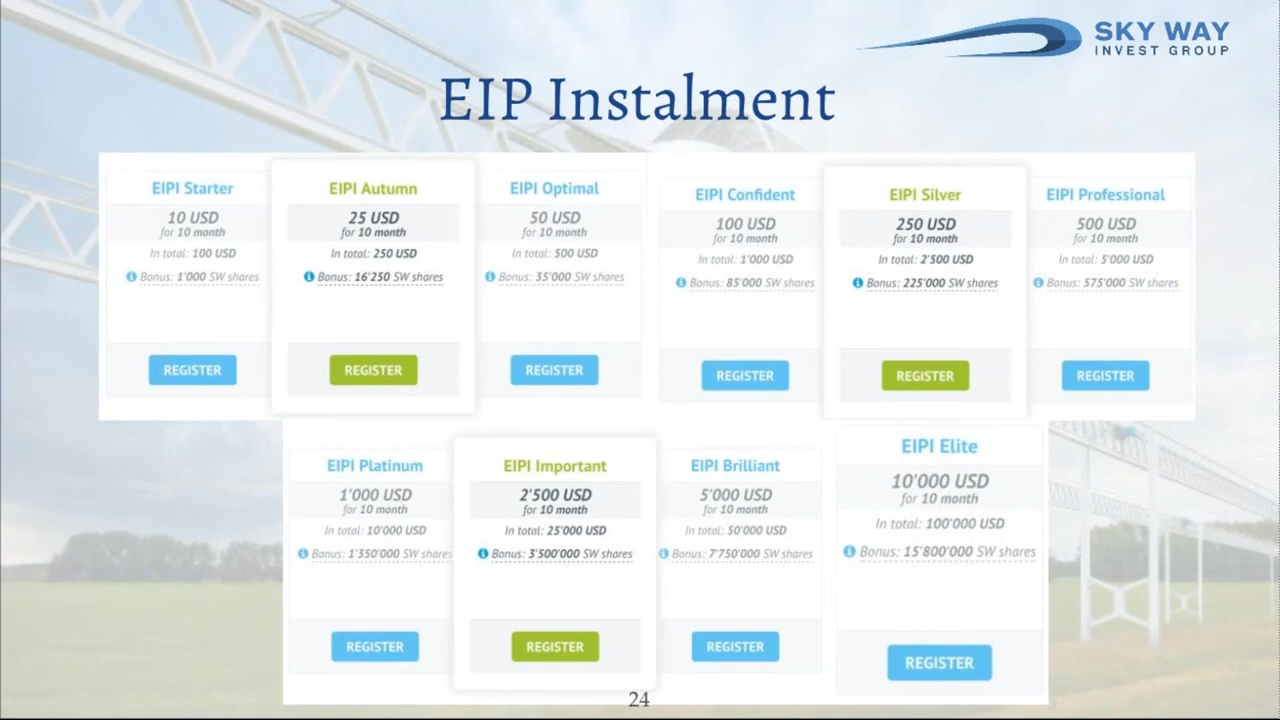 SKY WAY
INVEST GROUP
EIP Instalment
EIPI Starter
10 USD
for 10 month
In total: 100 USD
Bonus: 1'000 SW shares
REGISTER
EIPI Autumn
25 USD
for 10 month
In total: 250 USD
Bonus: 16'250 SW shares
REGISTER
EIPI Optimal
50 USD
for 10 month
In total: 500 USD
Bonus: 35'000 SW shares
REGISTER
EIPI Confident
100 USD
for 10 month
In total: 1'000 USD
Bonus: 85'000 SW shares
REGISTER
EIPI Silver
250 USD
for 10 month
In total: 2'500 USD
Bonus: 225'000 SW shares
REGISTER
EIPI Professional
500 USD
for 10 month
In total: 5'000 USD
Bonus: 575'000 SW shares
REGISTER
EIPI Platinum
1'000 USD
for 10 month
In total: 10'000 USD
Bonus: 1'350'000 SW shares
REGISTER
EIPI Important
2'500 USD
for 10 month
In total: 25'000 USD
Bonus: 3'500'000 SW shares
REGISTER
EIPI Brilliant
5'000 USD
for 10 month
In total: 50'000 USD
Bonus: 7'750'000 SW shares
REGISTER
EIPI Elite
10'000 USD
for 10 month
In total: 100'000 USD
Bonus: 15'800'000 SW shares
REGISTER
24